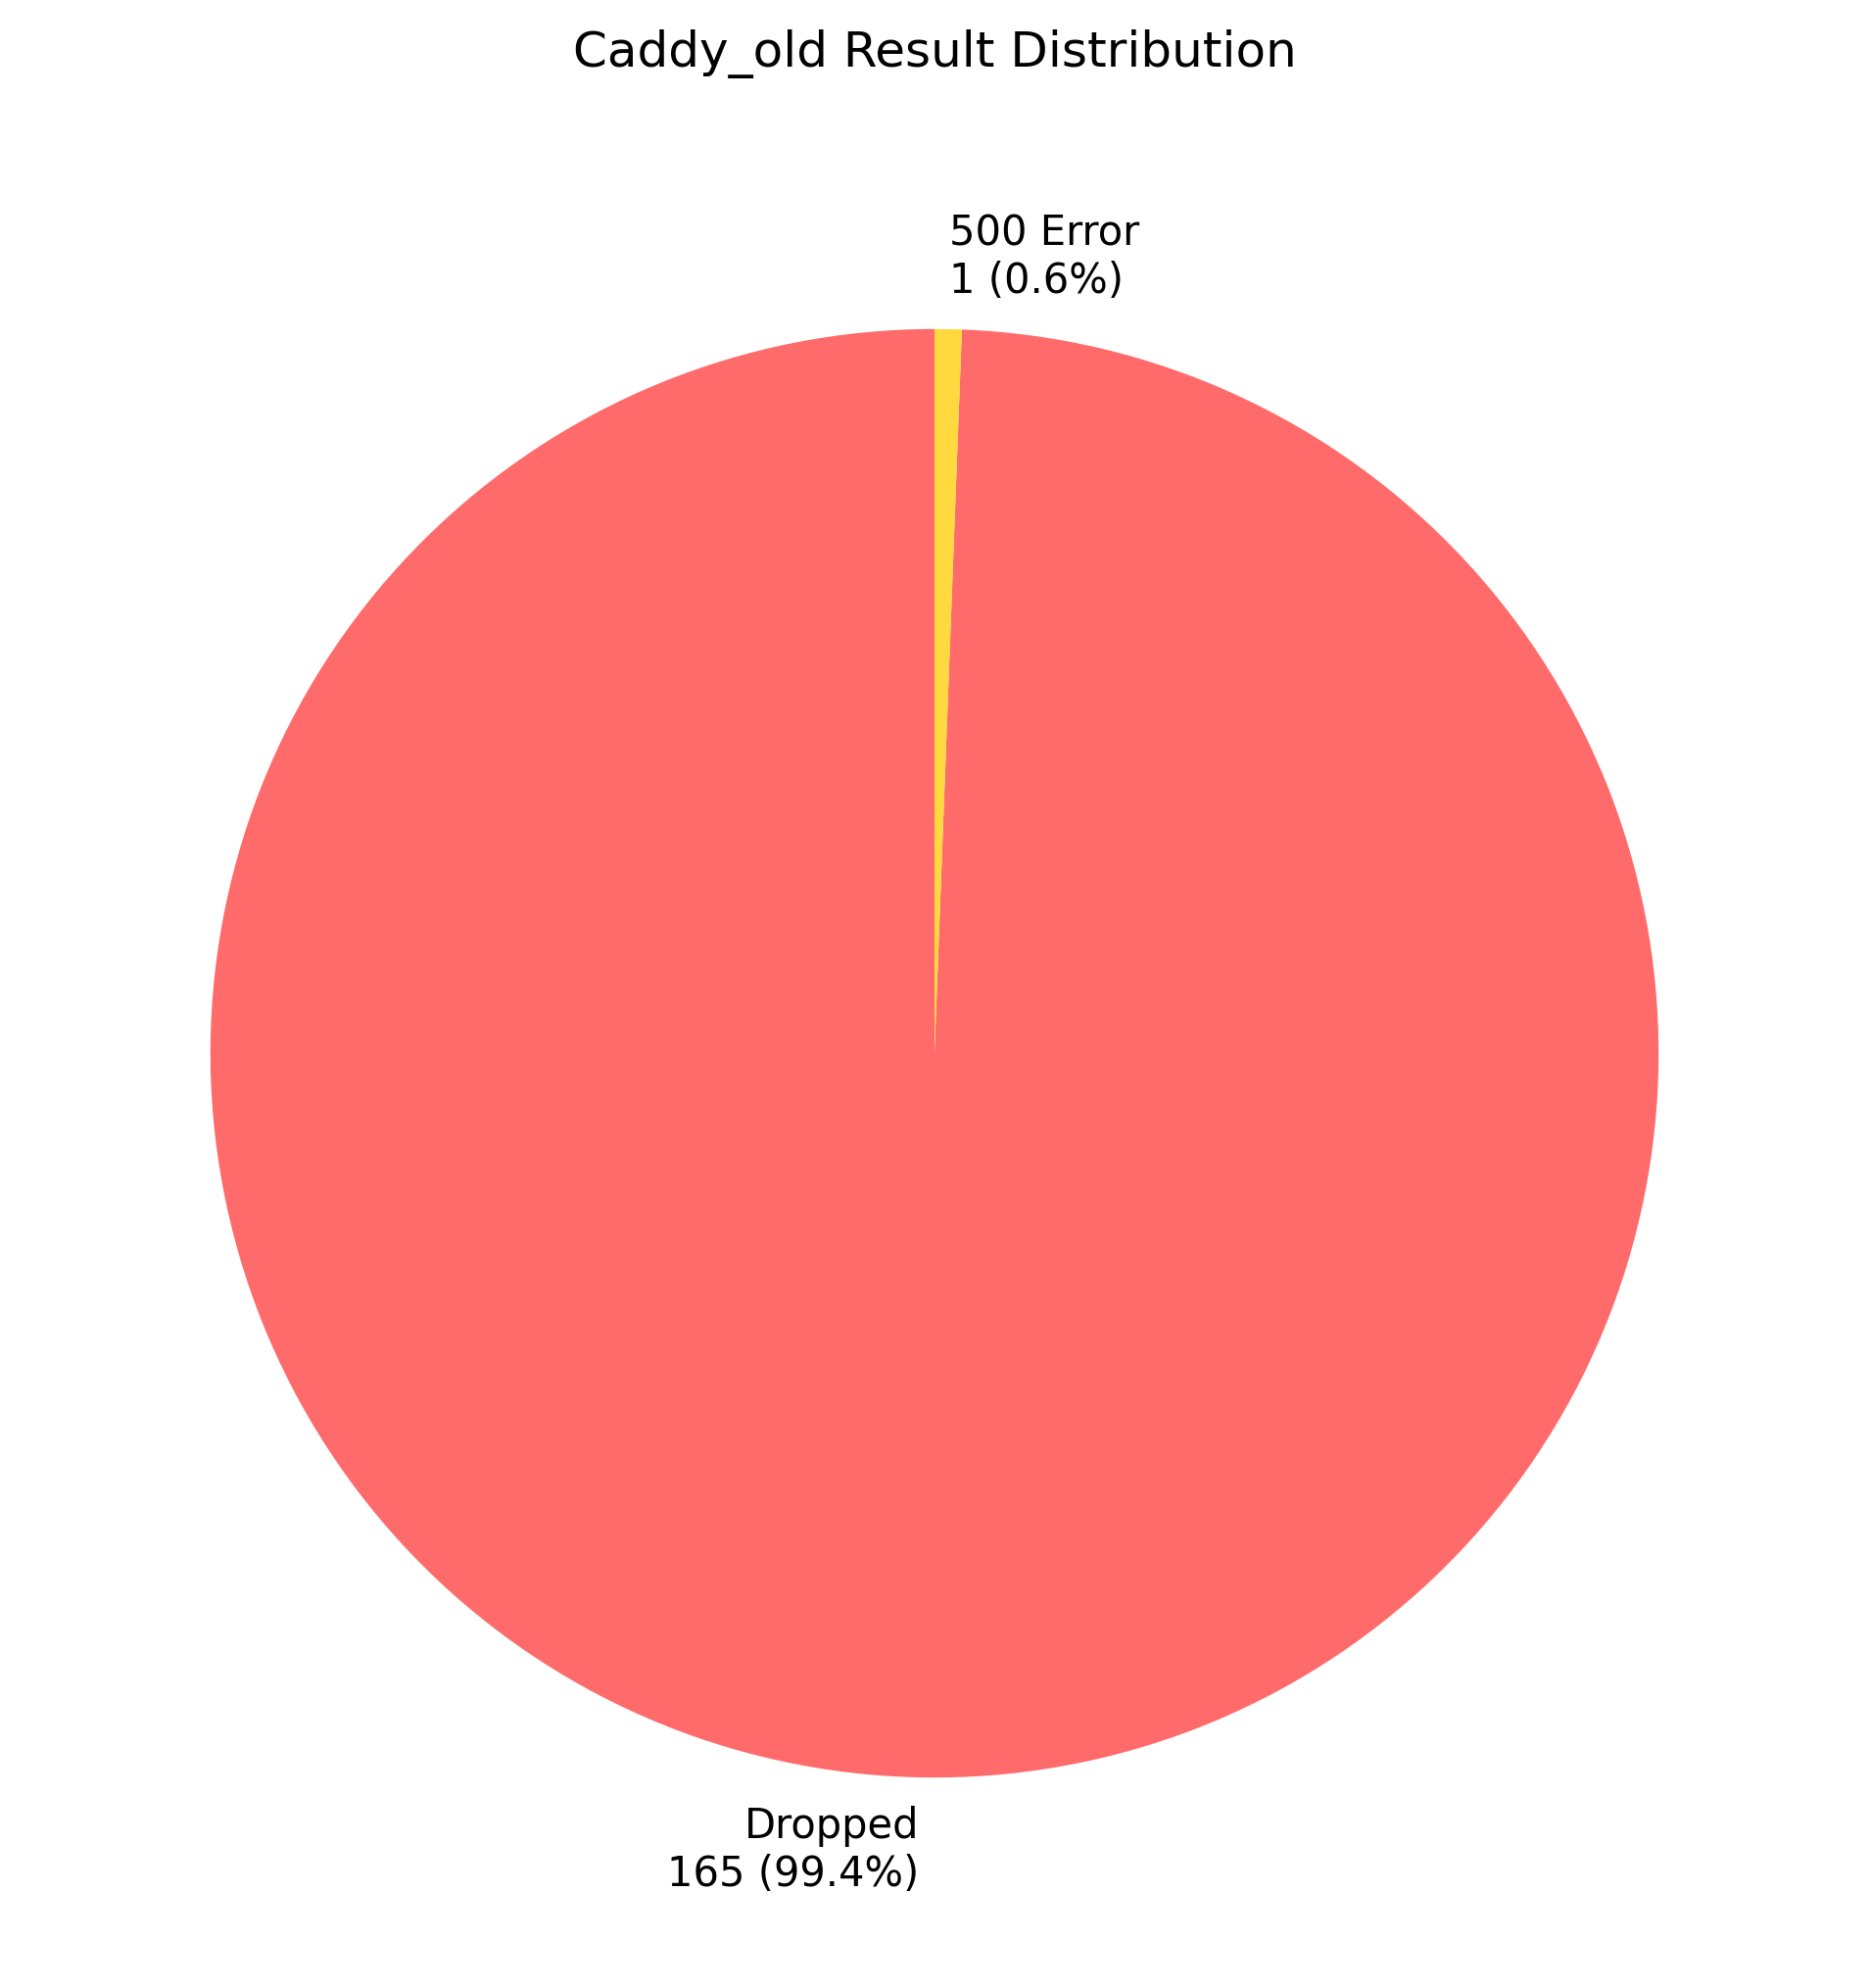 Caddy_old Result Distribution
500 Error
1 (0.6%)
Dropped
165 (99.4%)